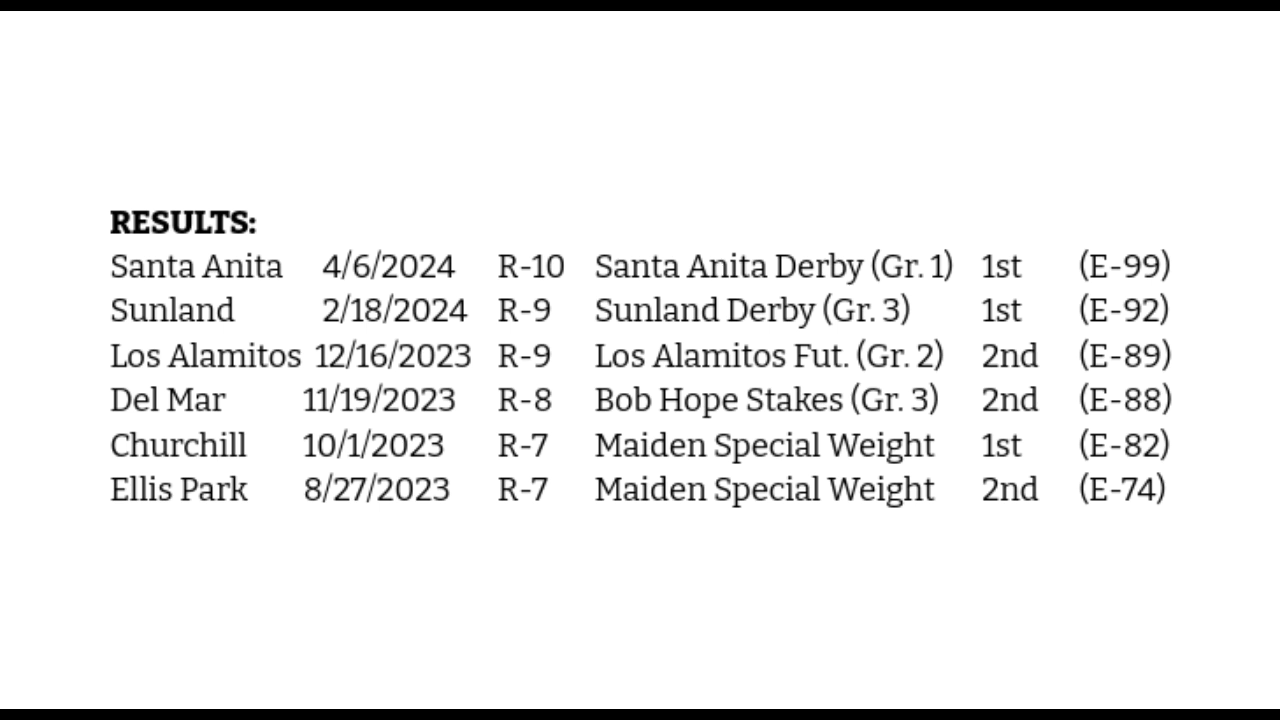 RESULTS:
Santa Anita 4/6/2024 R-10 Santa Anita Derby (Gr. 1) 1st (E-99)
Sunland 2/18/2024 R-9 Sunland Derby (Gr. 3) 1st (E-92)
Los Alamitos 12/16/2023 R-9 Los Alamitos Fut. (Gr. 2) 2nd (E-89)
Del Mar 11/19/2023 R-8 Bob Hope Stakes (Gr. 3) 2nd (E-88)
Churchill 10/1/2023 R-7 Maiden Special Weight 1st (E-82)
Ellis Park 8/27/2023 R-7 Maiden Special Weight 2nd (E-74)